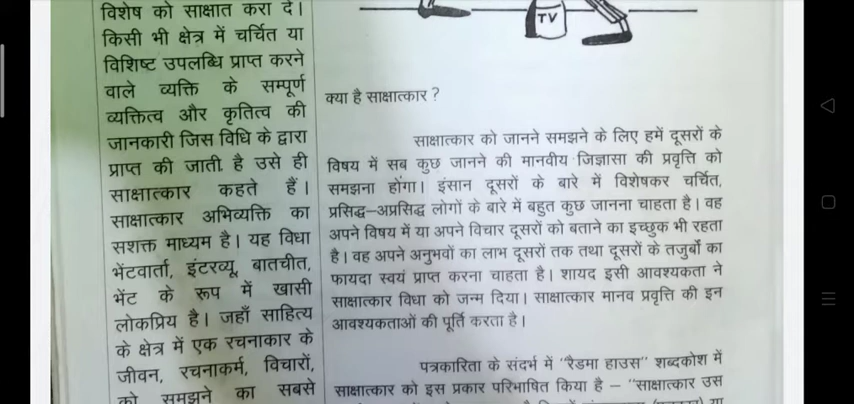 विशेष को साक्षात करा दे।
किसी भी क्षेत्र में चर्चित या
विशिष्ट उपलब्धि प्राप्त करने
वाले व्यक्ति के सम्पूर्ण
व्यक्तित्व और कृतित्व की
जानकारी जिस विधि के द्वारा
प्राप्त की जाती है उसे ही
साक्षात्कार कहते हैं।
साक्षात्कार अभिव्यक्ति का
सशक्त माध्यम है। यह विधा
भेंटवार्ता, इंटरव्यू, बातचीत,
भेंट के रूप में खासी
लोकप्रिय है। जहाँ साहित्य
के क्षेत्र में एक रचनाकार के
जीवन, रचनाकर्म, विचारों,
को समझने का सबसे
TV
क्या है साक्षात्कार ?
साक्षात्कार को जानने समझने के लिए हमें दूसरों के
विषय में सब कुछ जानने की मानवीय जिज्ञासा की प्रवृत्ति को
समझना होंगा। इंसान दूसरों के बारे में विशेषकर चर्चित,
प्रसिद्ध–अप्रसिद्ध लोगों के बारे में बहुत कुछ जानना चाहता है। वह
अपने विषय में या अपने विचार दूसरों को बताने का इच्छुक भी रहता
है। वह अपने अनुभवों का लाभ दूसरों तक तथा दूसरों के तजुर्बो का
फायदा स्वयं प्राप्त करना चाहता है। शायद इसी आवश्यकता ने
साक्षात्कार विधा को जन्म दिया। साक्षात्कार मानव प्रवृत्ति की इन
आवश्यकताओं की पूर्ति करता है।
पत्रकारिता के संदर्भ में "रैडमा हाउस" शब्दकोश में
साक्षात्कार को इस प्रकार परिभाषित किया है – "साक्षात्कार उस